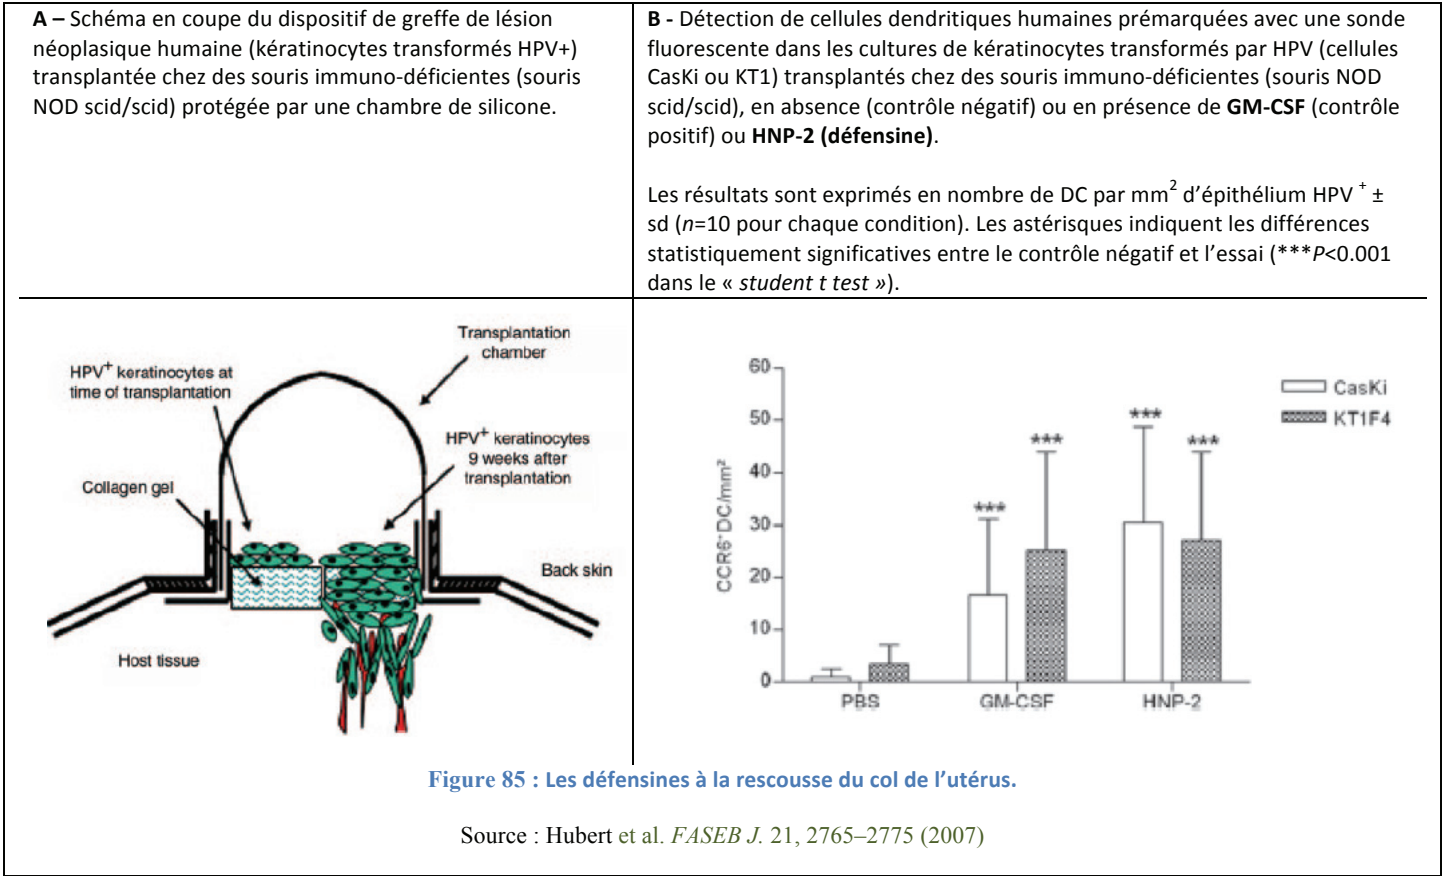 A – Schéma en coupe du dispositif de greffe de lésion
néoplasique humaine (kératinocytes transformés HPV+)
transplantée chez des souris immuno-déficientes (souris
NOD scid/scid) protégée par une chambre de silicone.
B - Détection de cellules dendritiques humaines prémarquées avec une sonde
fluorescente dans les cultures de kératinocytes transformés par HPV (cellules
CasKi ou KT1) transplantés chez des souris immuno-déficientes (souris NOD
scid/scid), en absence (contrôle négatif) ou en présence de GM-CSF (contrôle
positif) ou HNP-2 (défensine).
Les résultats sont exprimés en nombre de DC par mm² d’épithélium HPV ⁺ ±
sd (n=10 pour chaque condition). Les astérisques indiquent les différences
statistiquement significatives entre le contrôle négatif et l’essai (***P<0.001
dans le « student t test »).
Transplantation
chamber
HPV⁺ keratinocytes at
time of transplantation
HPV⁺ keratinocytes
9 weeks after
transplantation
Collagen gel
Back skin
Host tissue
60
50
40
30
20
10
0
CCR6⁺DC/mm²
***
***
***
***
PBS
GM-CSF
HNP-2
CasKi
KT1F4
Figure 85 : Les défensines à la rescousse du col de l’utérus.
Source : Hubert et al. FASEB J. 21, 2765–2775 (2007)